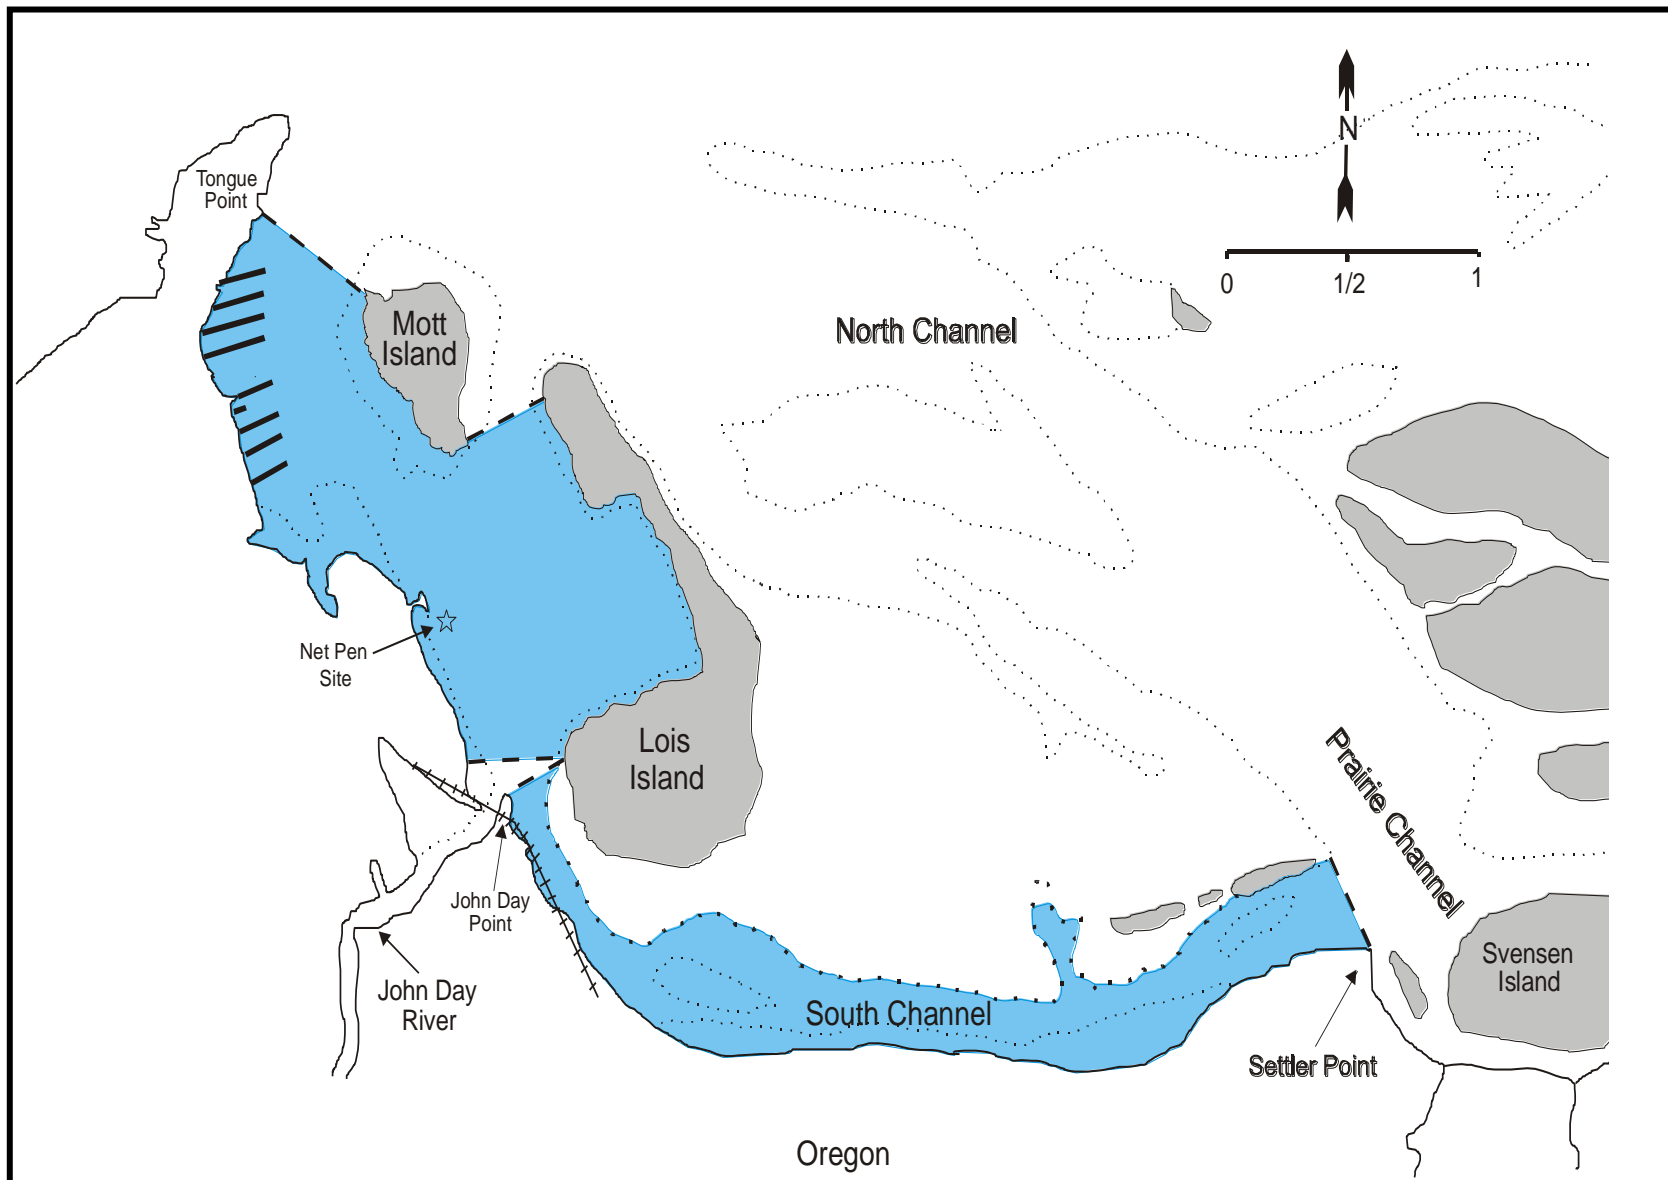 Tongue
Point
N
0
1/2
1
Mott
Island
North Channel
Net Pen
Site
Lois
Island
Prairie Channel
John Day
Point
John Day
River
South Channel
Svensen
Island
Settler Point
Oregon